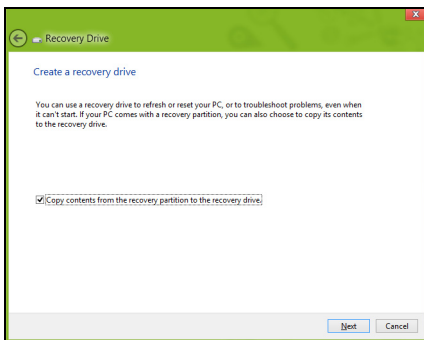 X
Recovery Drive
Create a recovery drive
You can use a recovery drive to refresh or reset your PC, or to troubleshoot problems, even when
it can't start. If your PC comes with a recovery partition, you can also choose to copy its contents
to the recovery drive.
Copy contents from the recovery partition to the recovery drive.
Next Cancel